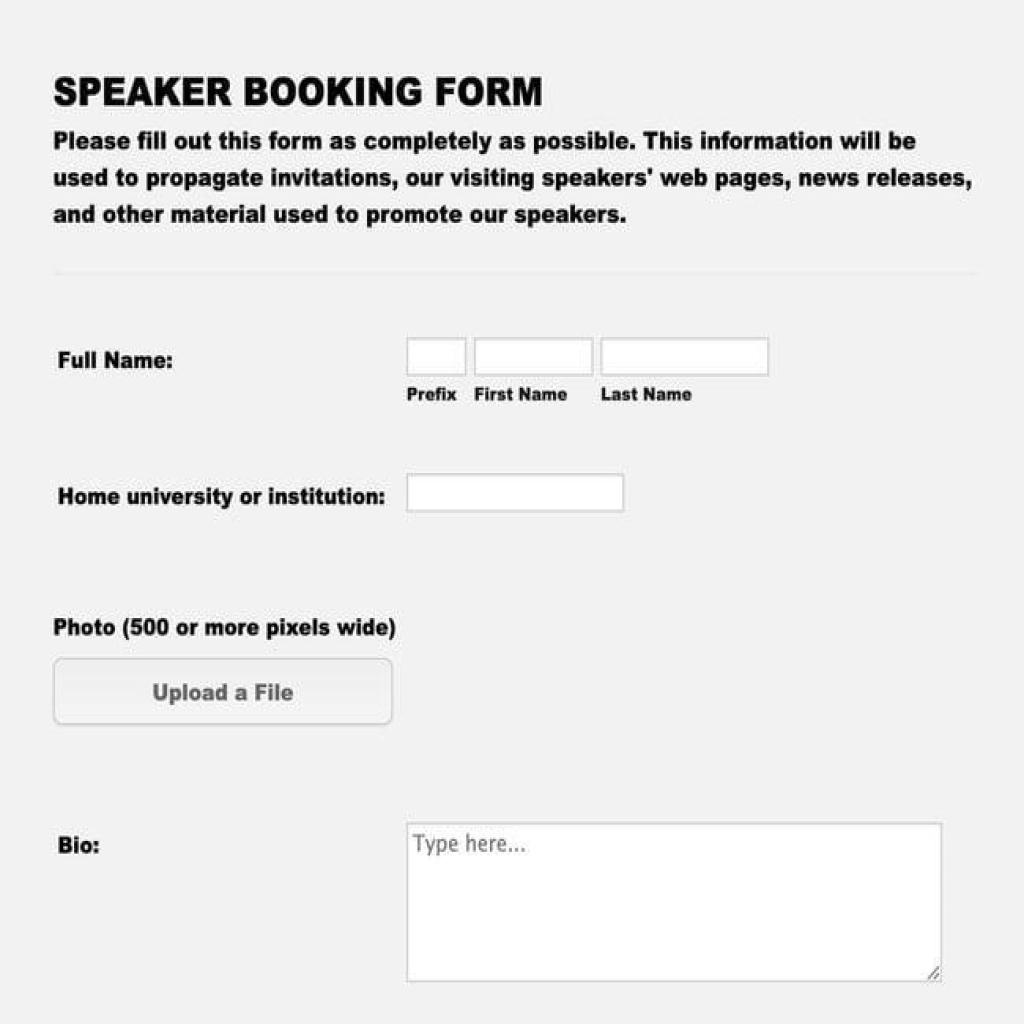 SPEAKER BOOKING FORM
Please fill out this form as completely as possible. This information will be
used to propagate invitations, our visiting speakers' web pages, news releases,
and other material used to promote our speakers.
Full Name:
Prefix First Name Last Name
Home university or institution:
Photo (500 or more pixels wide)
Upload a File
Bio:
Type here...